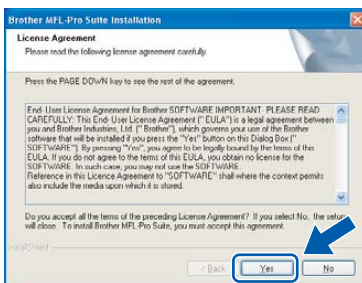 Brother MFL-Pro Suite Installation
License Agreement
Please read the following license agreement carefully.
Press the PAGE DOWN key to see the rest of the agreement.
End- User License Agreement for Brother SOFTWARE IMPORTANT- PLEASE READ
CAREFULLY: This End- User License Agreement (" EULA") is a legal agreement between
you and Brother Industries, Ltd. (" Brother"), which governs your use of the Brother
software that will be installed if you press the "Yes" button on this Dialog Box ("
SOFTWARE"). By pressing "Yes", you agree to be legally bound by the terms of this
EULA. If you do not agree to the terms of this EULA, you obtain no license for the
SOFTWARE. In such case, you may not use the SOFTWARE.
Reference in this Licence Agreement to "SOFTWARE" shall where the context permits
also include the media upon which it is stored.
Do you accept all the terms of the preceding License Agreement? If you select No, the setup
will close. To install Brother MFL-Pro Suite, you must accept this agreement.
InstallShield
< Back
Yes
No